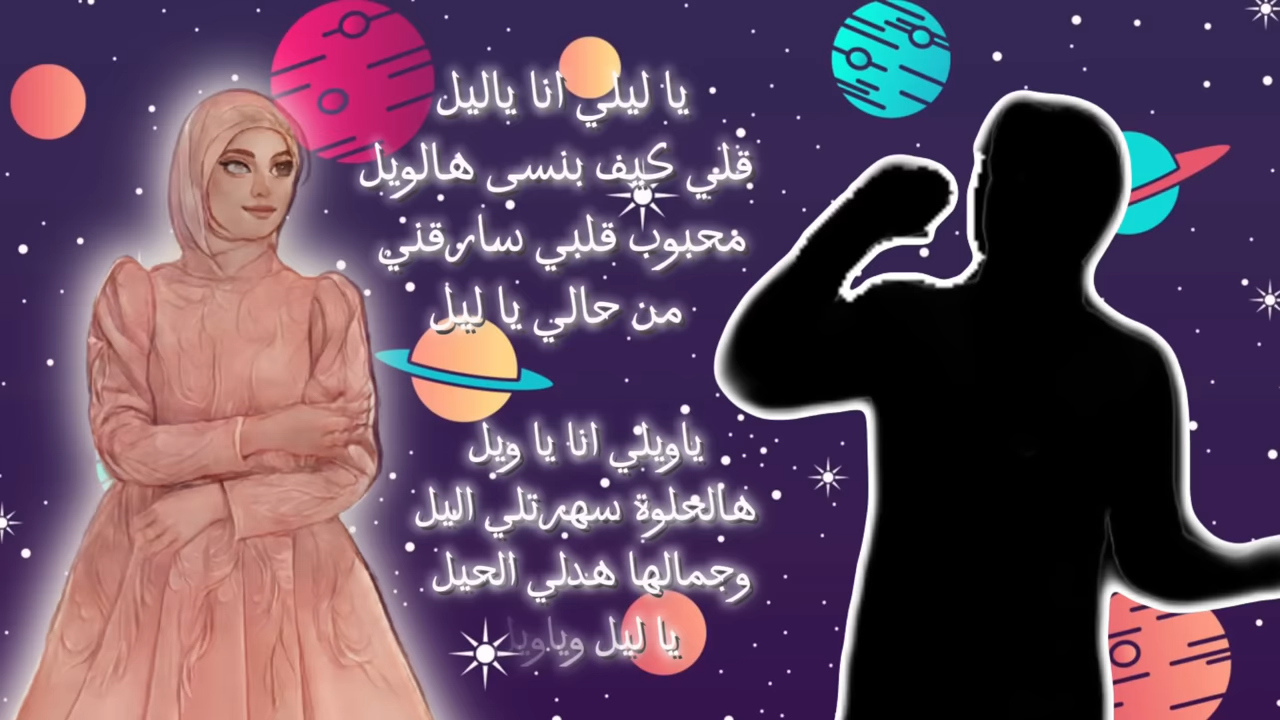 يا ليلي انا ياليل
قلبي كيف بنسى هالويل
محبوب قلبي سارقني
من حالي يا ليل
ياويلي انا يا ويل
هالحلوة سهرتلي اليل
وجمالها هدلي الحيل
يا ليل وياويل